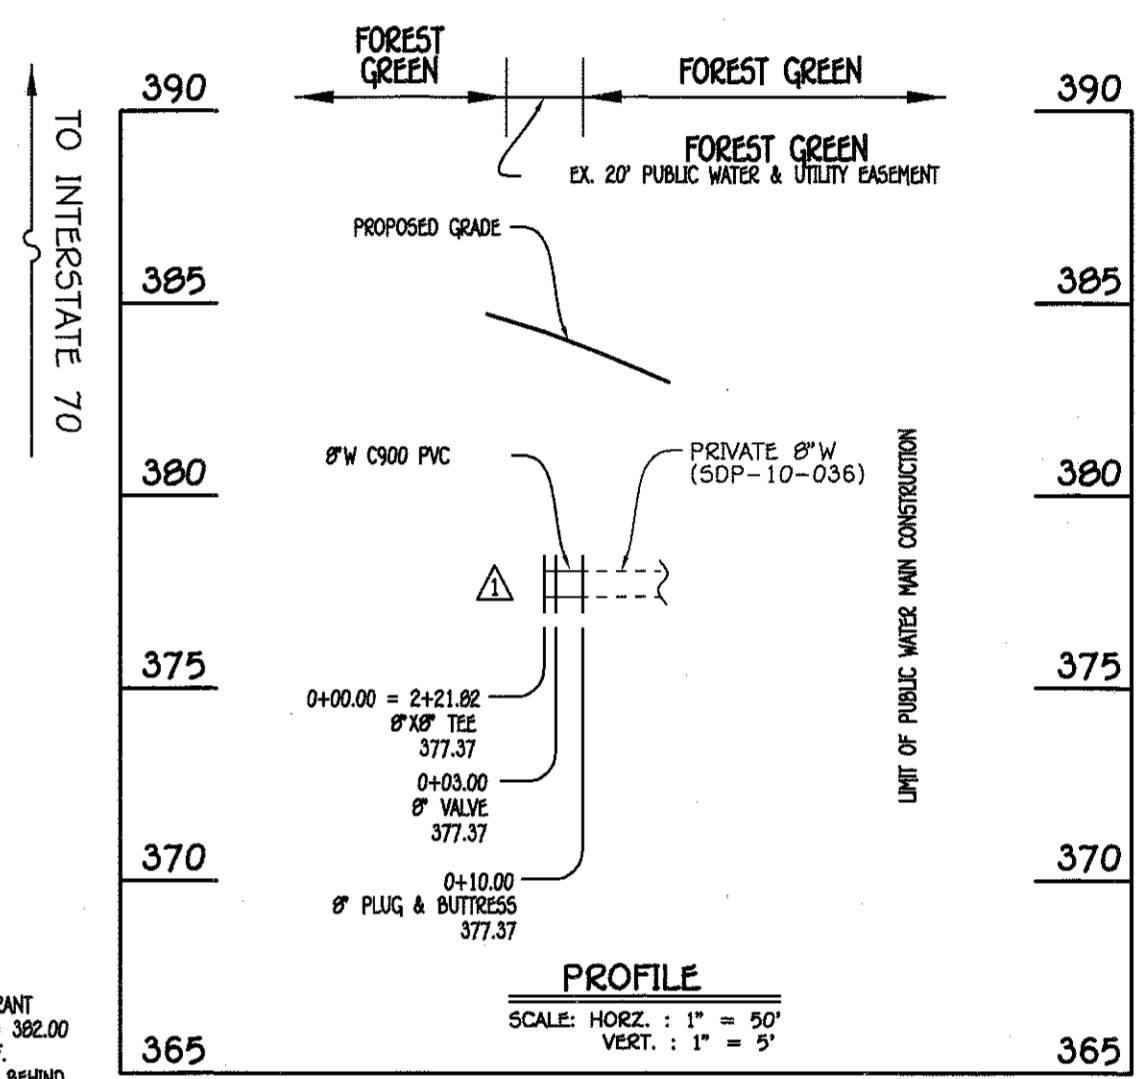 FOREST
GREEN
FOREST GREEN
390
390
TO INTERSTATE 70
FOREST GREEN
EX. 20' PUBLIC WATER & UTILITY EASEMENT
PROPOSED GRADE
385
385
8"W C900 PVC
PRIVATE 8"W
(SDP-10-036)
380
380
LIMIT OF PUBLIC WATER MAIN CONSTRUCTION
1
375
375
0+00.00 = 2+21.82
8"X8" TEE
377.37
0+03.00
8" VALVE
377.37
370
370
0+10.00
8" PLUG & BUTTRESS
377.37
PROFILE
SCALE: HORZ. : 1" = 50'
VERT. : 1" = 5'
382.00
BEHIND
365
365